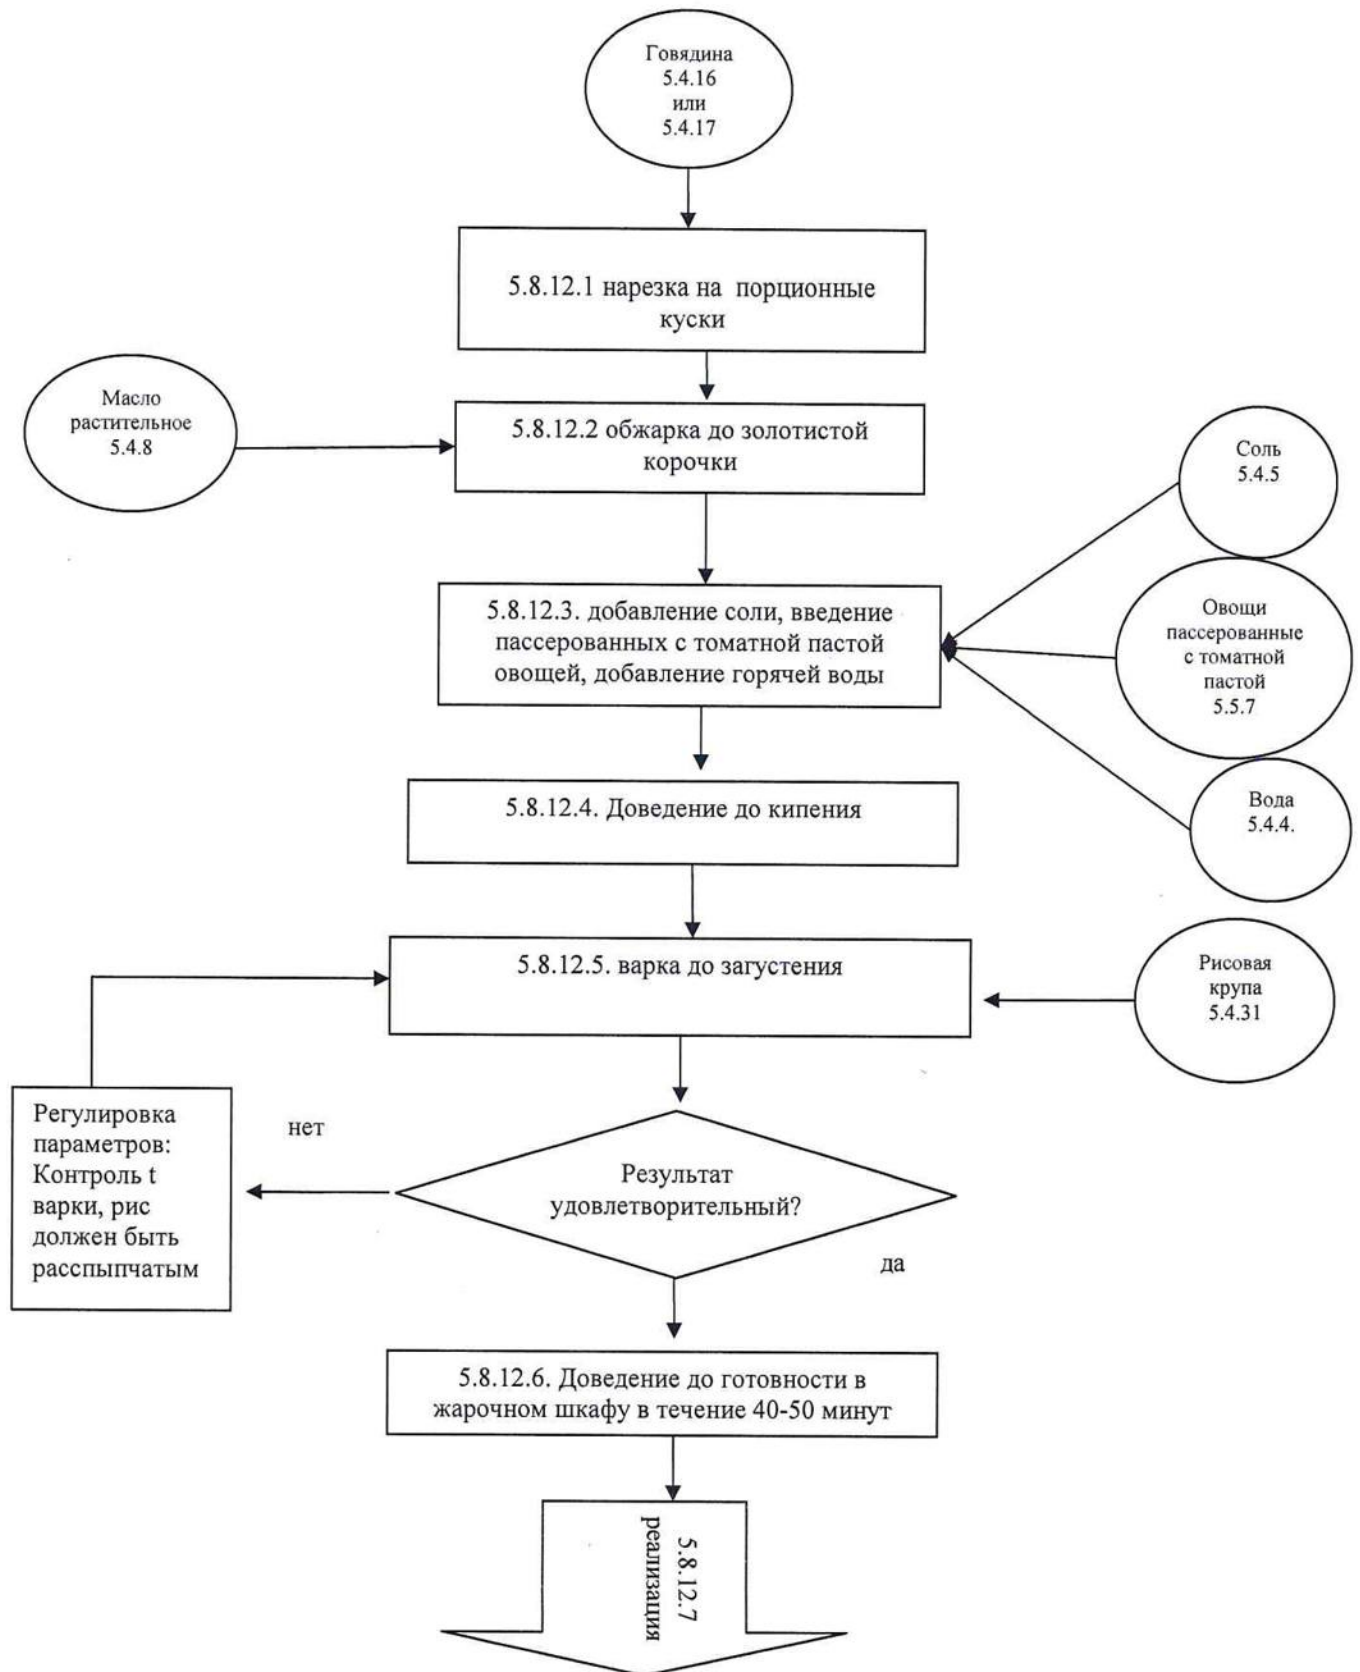 Говядина
5.4.16
или
5.4.17
5.8.12.1 нарезка на порционные
куски
Масло
растительное
5.4.8
5.8.12.2 обжарка до золотистой
корочки
Соль
5.4.5
5.8.12.3. добавление соли, введение
пассерованных с томатной пастой
овощей, добавление горячей воды
Овощи
пассерованные
с томатной
пастой
5.5.7
5.8.12.4. Доведение до кипения
Вода
5.4.4.
5.8.12.5. варка до загустения
Рисовая
крупа
5.4.31
Регулировка
параметров:
Контроль t
варки, рис
должен быть
расспыпчатым
нет
Результат
удовлетворительный?
да
5.8.12.6. Доведение до готовности в
жарочном шкафу в течение 40-50 минут
5.8.12.7
реализация